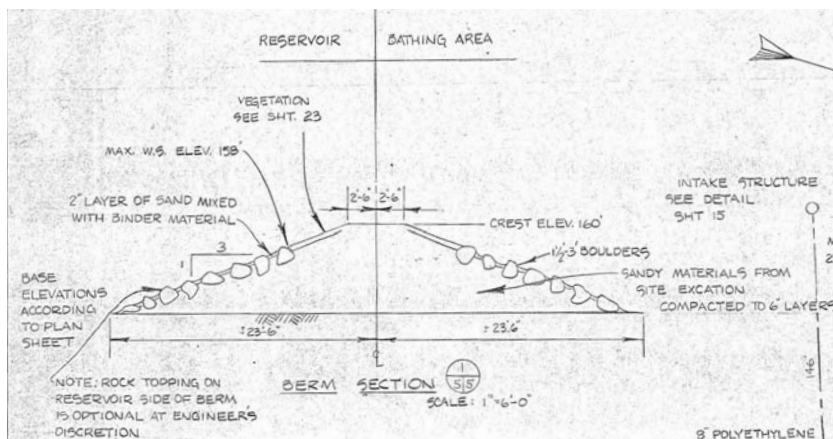 RESERVOIR
BATHING AREA
VEGETATION
SEE SHT. 23
MAX. W.S. ELEV. 158'
2" LAYER OF SAND MIXED
WITH BINDER MATERIAL
3
1
2'-6" 2'-6"
CREST ELEV. 160'
1½-3' BOULDERS
SANDY MATERIALS FROM
SITE EXCATION
COMPACTED TO 6" LAYERS
INTAKE STRUCTURE
SEE DETAIL
SHT 15
BASE
ELEVATIONS
ACCORDING
TO PLAN
SHEET
±23'-6"
±23'6"
NOTE: ROCK TOPPING ON
RESERVOIR SIDE OF BERM
IS OPTIONAL AT ENGINEER'S
DISCRETION
BERM SECTION
1
5 5
SCALE: 1"=6'-0"
146
8" POLYETHYLENE